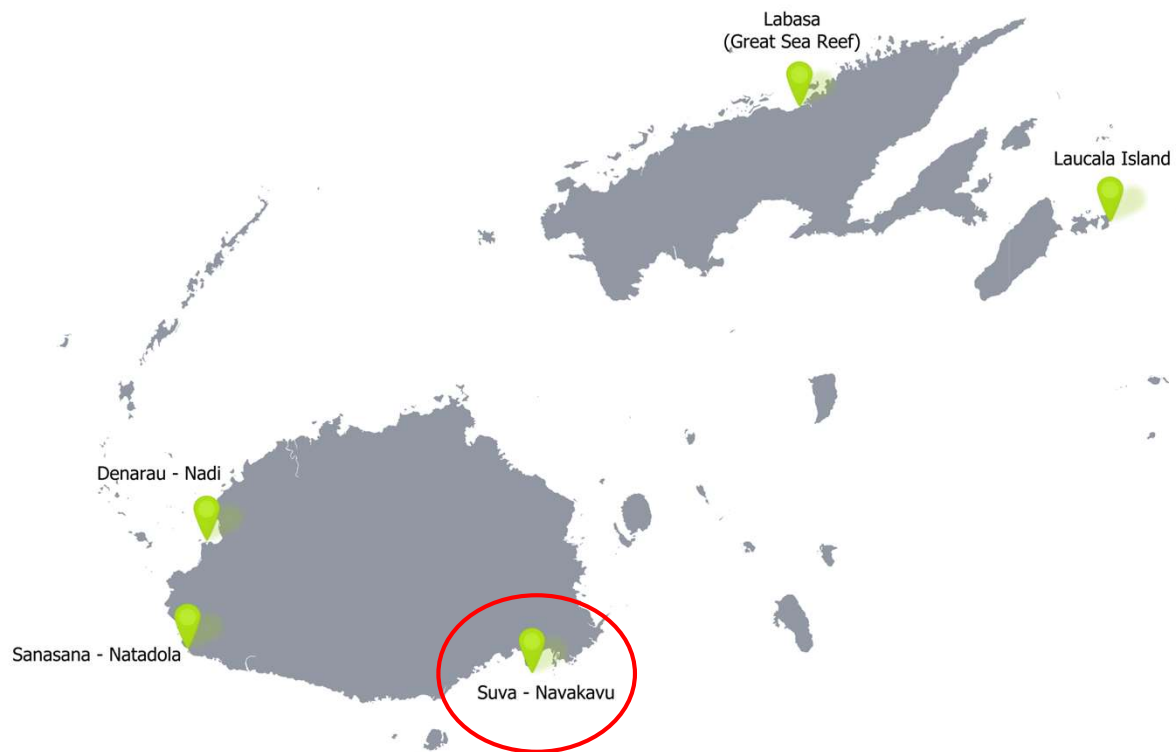 Labasa
(Great Sea Reef)
Laucala Island
Denarau - Nadi
Sanasana - Natadola
Suva - Navakavu